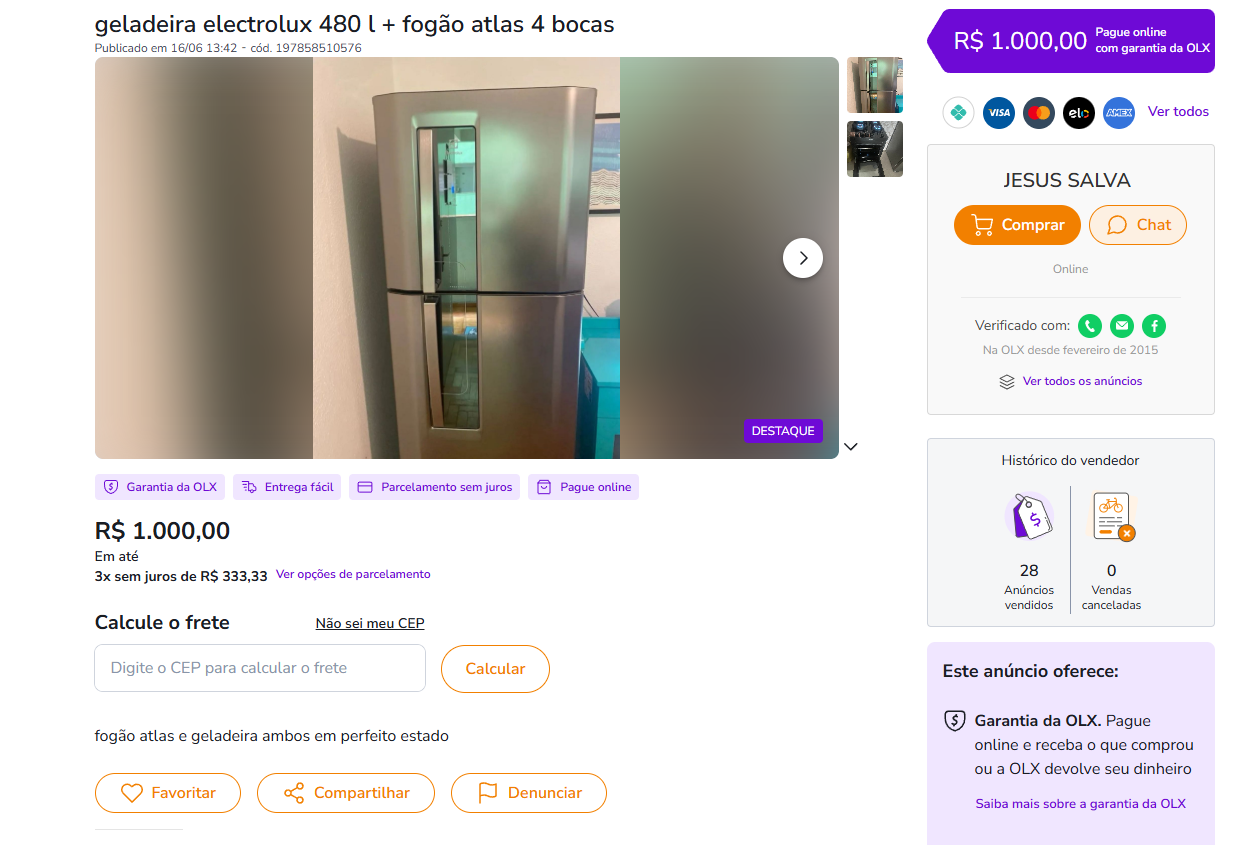 geladeira electrolux 480 l + fogão atlas 4 bocas
Publicado em 16/06 13:42 - cód. 197858510576
DESTAQUE
Garantia da OLX
Entrega fácil
Parcelamento sem juros
Pague online
R$ 1.000,00
Em até
3x sem juros de R$ 333,33 Ver opções de parcelamento
Calcule o frete
Não sei meu CEP
Digite o CEP para calcular o frete
Calcular
fogão atlas e geladeira ambos em perfeito estado
Favoritar
Compartilhar
Denunciar
R$ 1.000,00
Pague online
com garantia da OLX
VISA
elo
AMEX
Ver todos
JESUS SALVA
Comprar
Chat
Online
Verificado com:
Na OLX desde fevereiro de 2015
Ver todos os anúncios
Histórico do vendedor
28
Anúncios
vendidos
0
Vendas
canceladas
Este anúncio oferece:
Garantia da OLX. Pague
online e receba o que comprou
ou a OLX devolve seu dinheiro
Saiba mais sobre a garantia da OLX